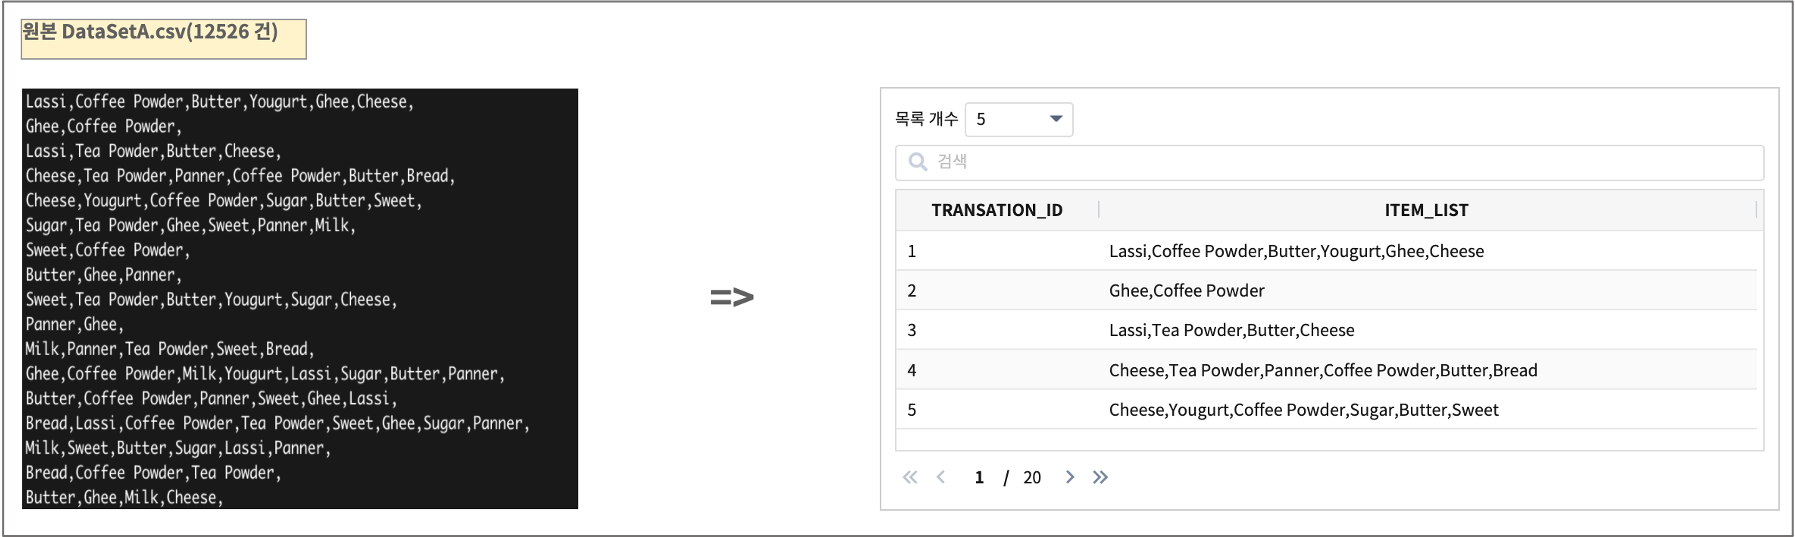 원본 DataSetA.csv(12526 건)
Lassi,Coffee Powder,Butter,Yougurt,Ghee,Cheese,
Ghee,Coffee Powder,
Lassi,Tea Powder,Butter,Cheese,
Cheese,Tea Powder,Panner,Coffee Powder,Butter,Bread,
Cheese,Yougurt,Coffee Powder,Sugar,Butter,Sweet,
Sugar,Tea Powder,Ghee,Sweet,Panner,Milk,
Sweet,Coffee Powder,
Butter,Ghee,Panner,
Sweet,Tea Powder,Butter,Yougurt,Sugar,Cheese,
Panner,Ghee,
Milk,Panner,Tea Powder,Sweet,Bread,
Ghee,Coffee Powder,Milk,Yougurt,Lassi,Sugar,Butter,Panner,
Butter,Coffee Powder,Panner,Sweet,Ghee,Lassi,
Bread,Lassi,Coffee Powder,Tea Powder,Sweet,Ghee,Sugar,Panner,
Milk,Sweet,Butter,Sugar,Lassi,Panner,
Bread,Coffee Powder,Tea Powder,
Butter,Ghee,Milk,Cheese,
=>
목록 개수 5
검색
TRANSATION_ID ITEM_LIST
1 Lassi,Coffee Powder,Butter,Yougurt,Ghee,Cheese
2 Ghee,Coffee Powder
3 Lassi,Tea Powder,Butter,Cheese
4 Cheese,Tea Powder,Panner,Coffee Powder,Butter,Bread
5 Cheese,Yougurt,Coffee Powder,Sugar,Butter,Sweet
1 / 20